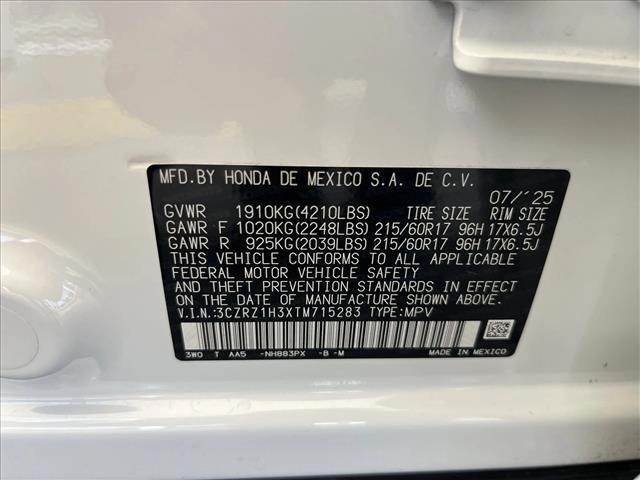 MFD.BY HONDA DE MEXICO S.A. DE C.V.
07/'25
GVWR 1910KG(4210LBS) TIRE SIZE RIM SIZE
GAWR F 1020KG(2248LBS) 215/60R17 96H 17X6.5J
GAWR R 925KG(2039LBS) 215/60R17 96H 17X6.5J
THIS VEHICLE CONFORMS TO ALL APPLICABLE
FEDERAL MOTOR VEHICLE SAFETY
AND THEFT PREVENTION STANDARDS IN EFFECT
ON THE DATE OF MANUFACTURE SHOWN ABOVE.
V.I.N.:3CZRZ1H3XTM715283 TYPE:MPV
3W0 T AA5 -NH883PX -B -M MADE IN MEXICO